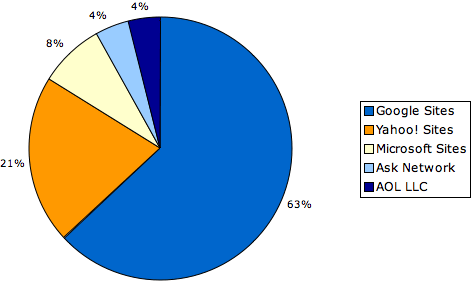 4%
4%
8%
21%
63%
Google Sites
Yahoo! Sites
Microsoft Sites
Ask Network
AOL LLC